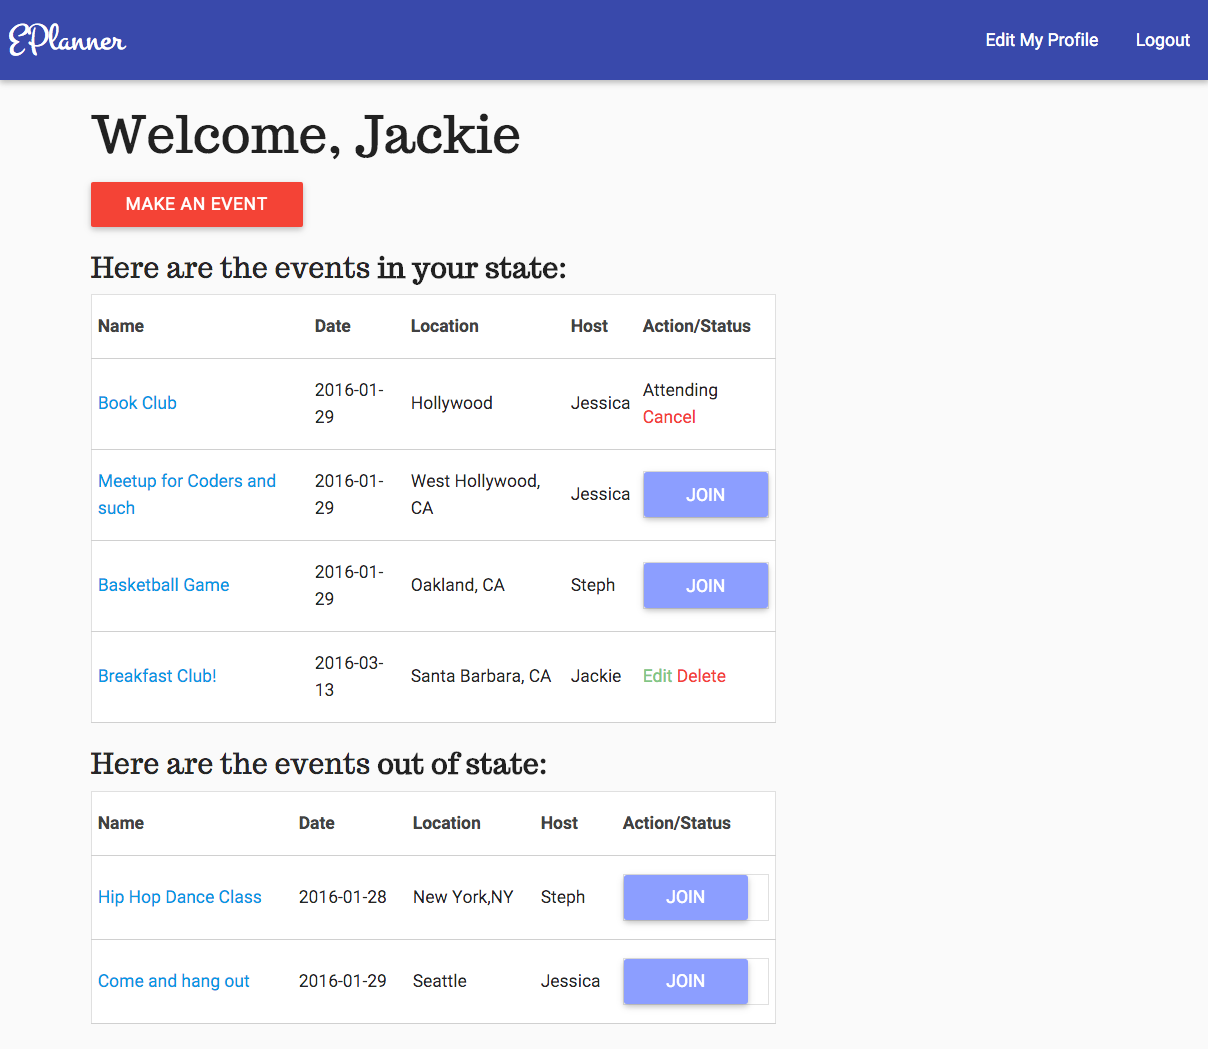 EPlanner
Edit My Profile
Logout
Welcome, Jackie
MAKE AN EVENT
Here are the events in your state:
Name Date Location Host Action/Status
Book Club 2016-01-29 Hollywood Jessica Attending Cancel
Meetup for Coders and such 2016-01-29 West Hollywood, CA Jessica JOIN
Basketball Game 2016-01-29 Oakland, CA Steph JOIN
Breakfast Club! 2016-03-13 Santa Barbara, CA Jackie Edit Delete
Here are the events out of state:
Name Date Location Host Action/Status
Hip Hop Dance Class 2016-01-28 New York,NY Steph JOIN
Come and hang out 2016-01-29 Seattle Jessica JOIN